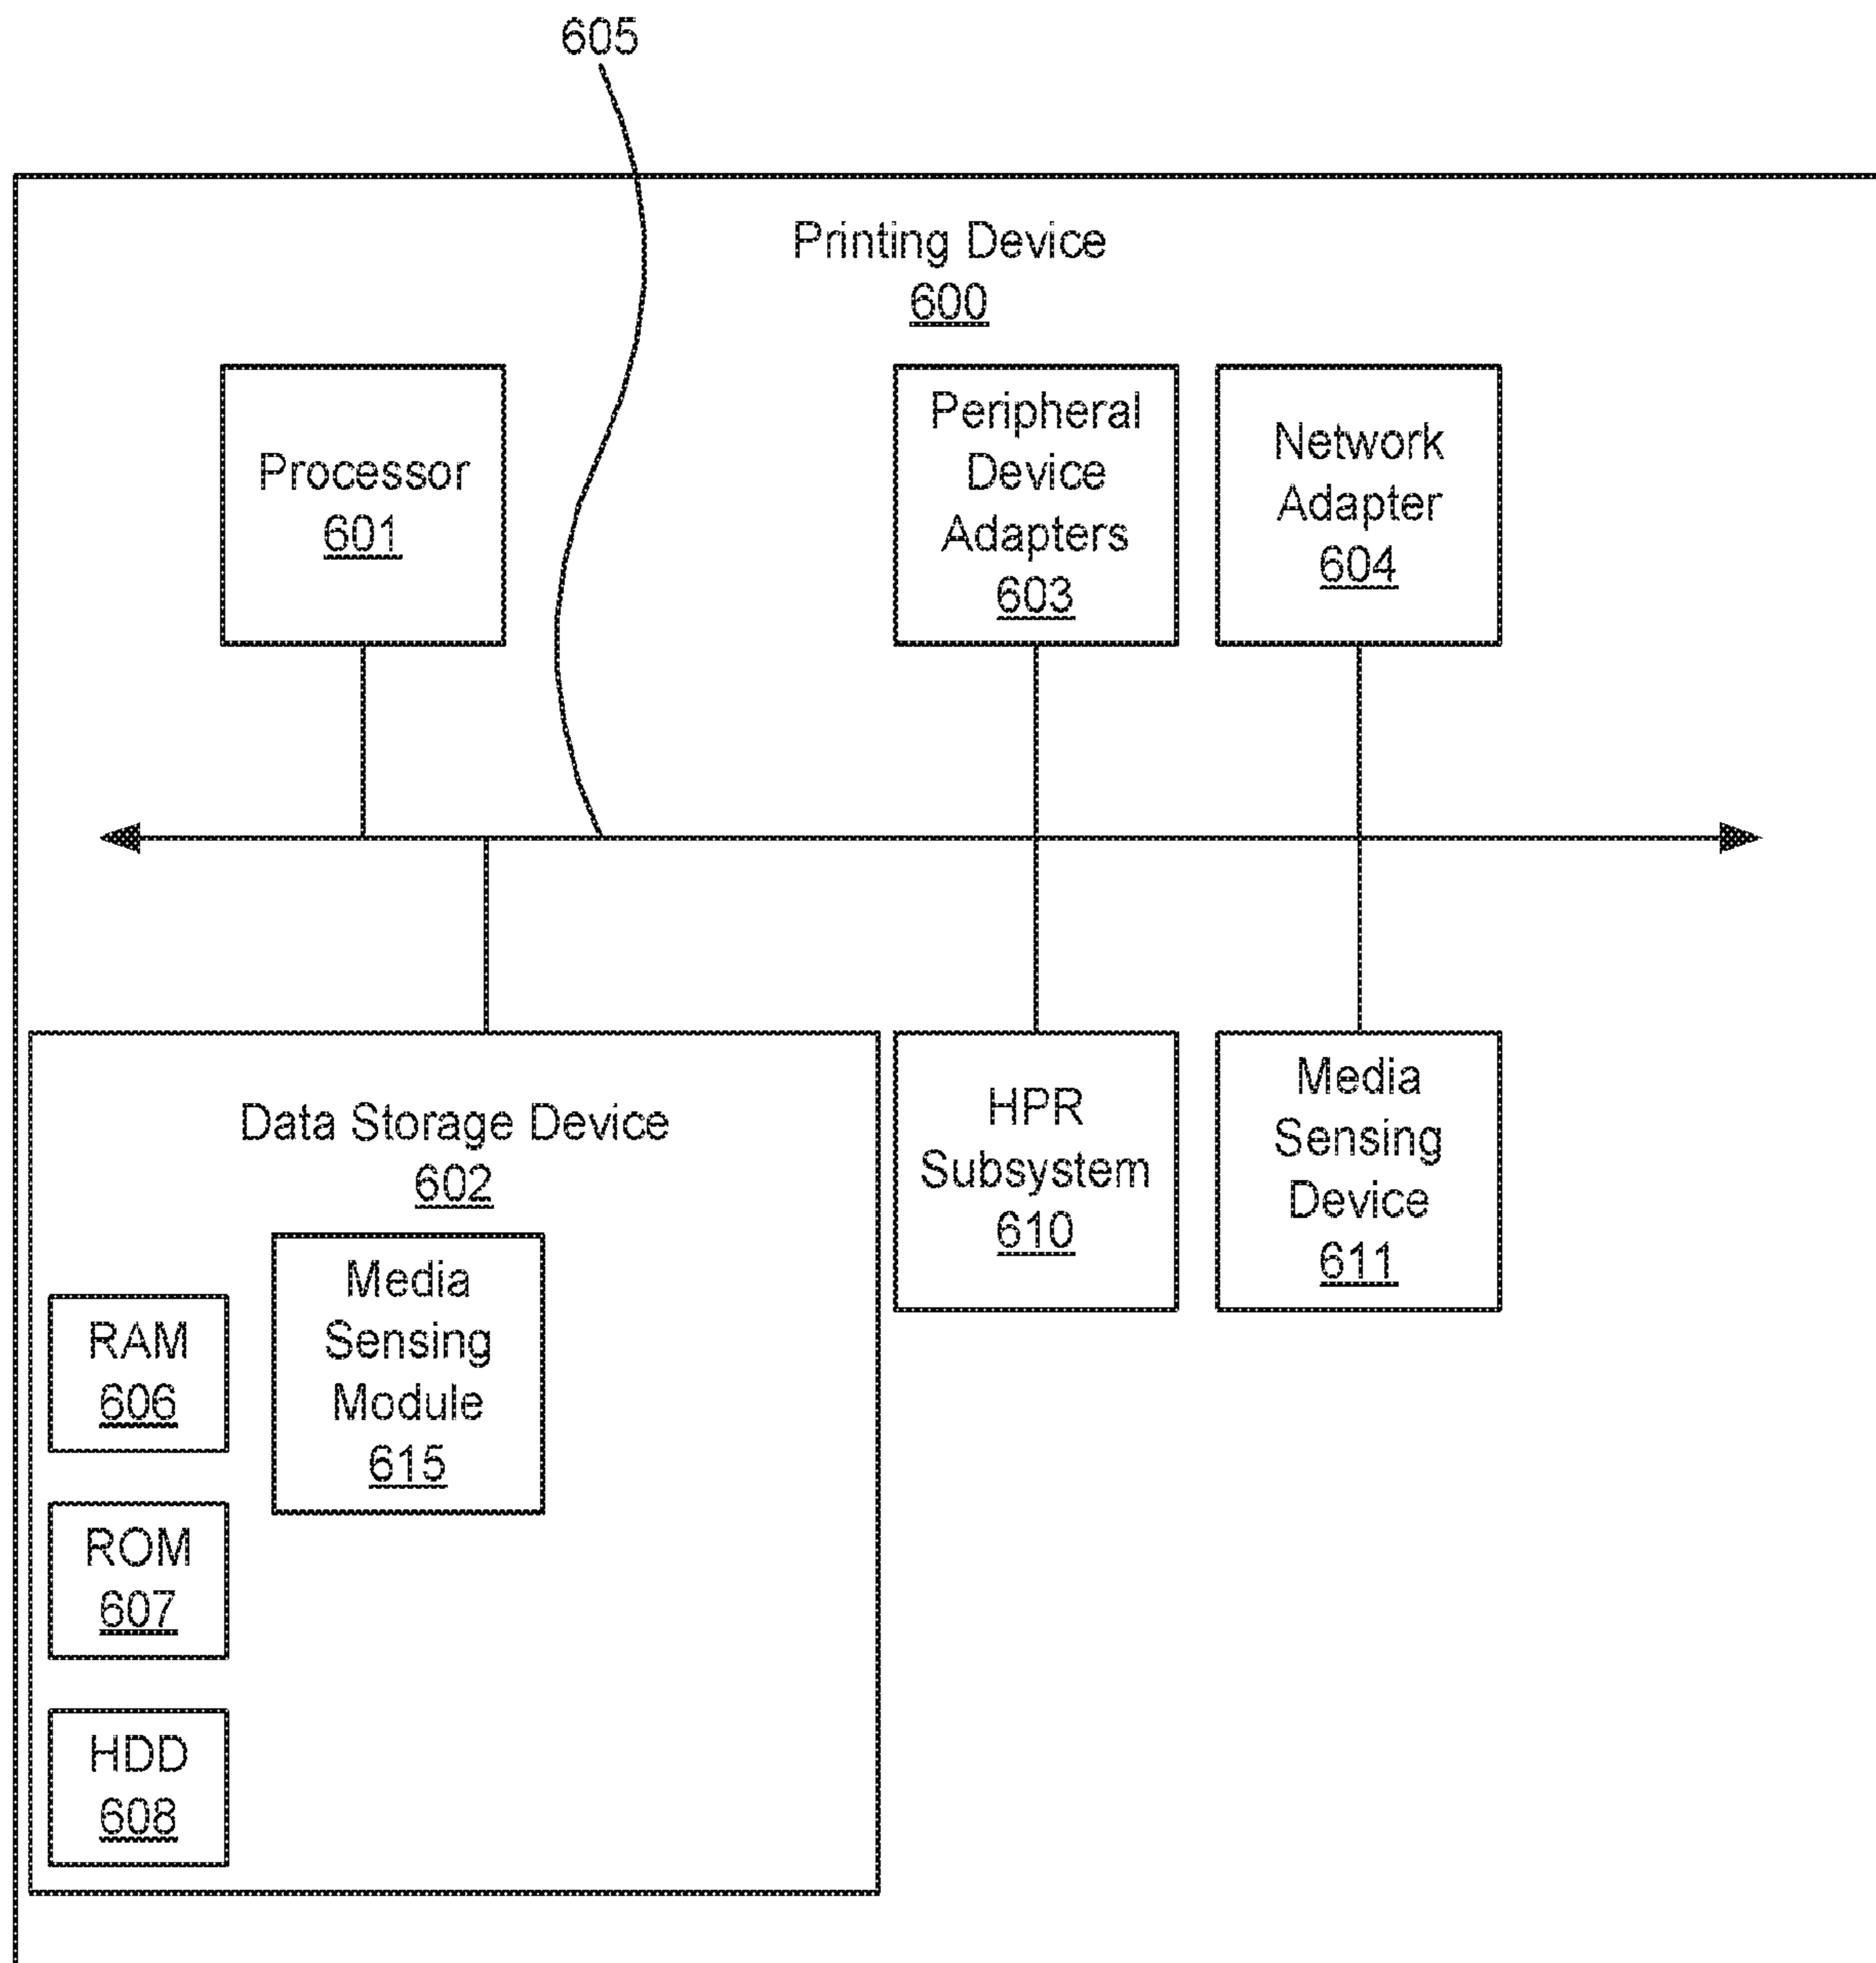 605
Printing Device
600
Processor
601
Peripheral
Device
Adapters
603
Network
Adapter
604
Data Storage Device
602
Media
Sensing
Module
615
RAM
606
ROM
607
HDD
608
HPR
Subsystem
610
Media
Sensing
Device
611